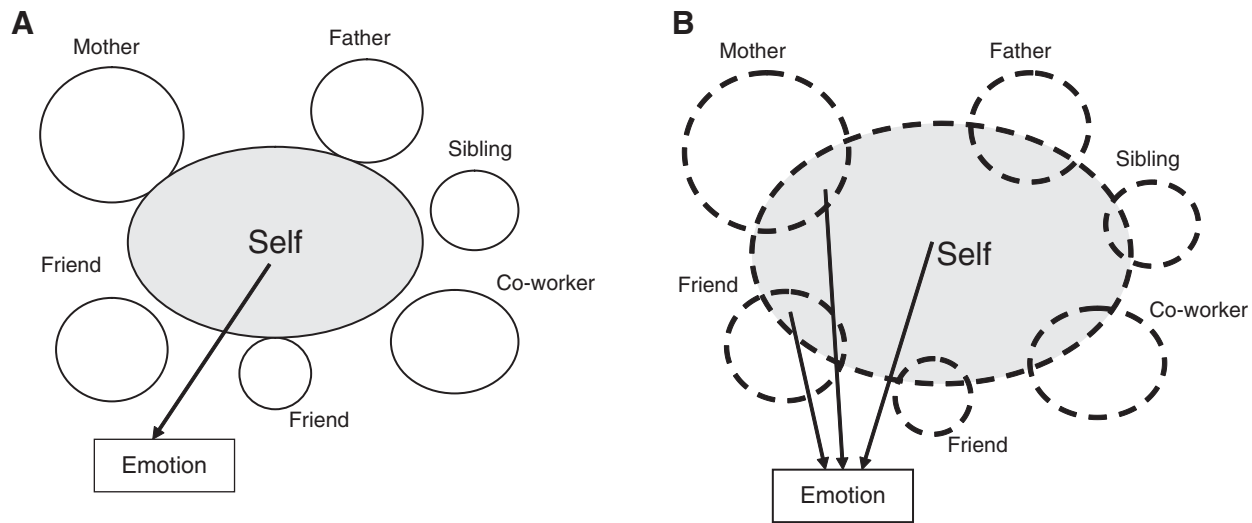 A
Mother
Father
Sibling
Self
Friend
Co-worker
Friend
Emotion
B
Mother
Father
Sibling
Self
Friend
Co-worker
Friend
Emotion